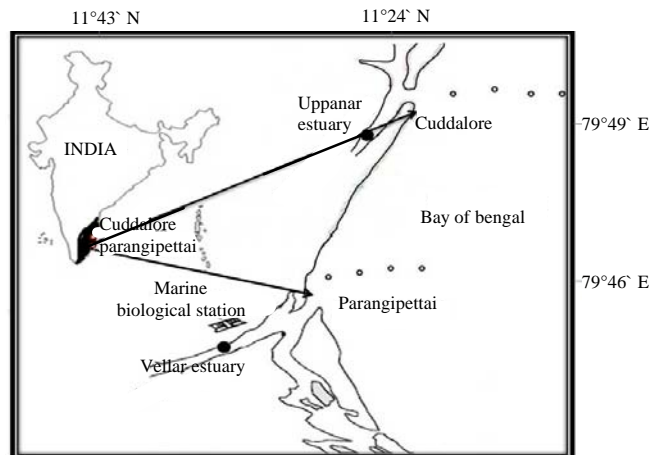 11°43` N
11°24` N
Uppanar
estuary
Cuddalore
79°49` E
INDIA
Bay of bengal
Cuddalore
parangipettai
79°46` E
Marine
biological station
Parangipettai
Vellar estuary